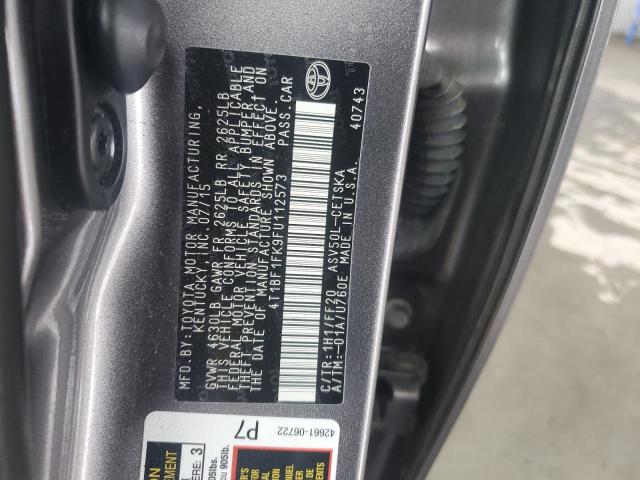 MFD.BY:TOYOTA MOTOR MANUFACTURING,
KENTUCKY, INC. 07/15
GVWR 4630LB GAWR FR 2625LB RR 2625LB
THIS VEHICLE CONFORMS TO ALL APPLICABLE
FEDERAL MOTOR VEHICLE SAFETY BUMPER,AND
THEFT PREVENTION STANDARDS IN EFFECT ON
THE DATE OF MANUFACTURE SHOWN ABOVE.
4T1BF1FK9FU112573 PASS.CAR
C/TR:1H1/FF20 ASV50L-CETSKA
A/TM:-01A/U760E MADE IN U.S.A.
40743
P7
42661-06722
3
905lb.